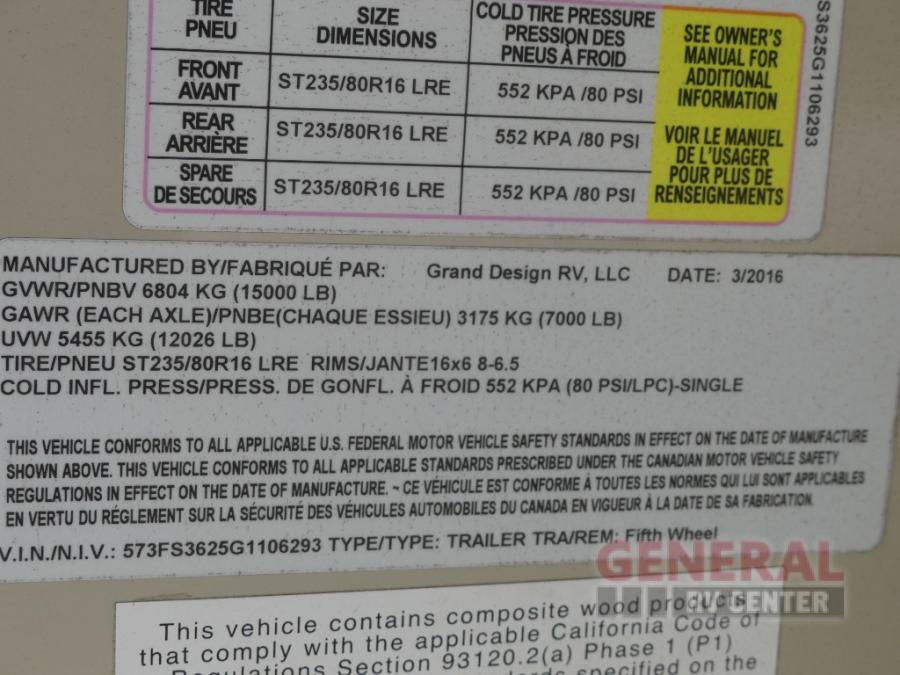 TIRE
PNEU
SIZE
DIMENSIONS
COLD TIRE PRESSURE
PRESSION DES
PNEUS À FROID
SEE OWNER'S
MANUAL FOR
ADDITIONAL
INFORMATION
FRONT
AVANT
ST235/80R16 LRE
552 KPA /80 PSI
REAR
ARRIÈRE
ST235/80R16 LRE
552 KPA /80 PSI
VOIR LE MANUEL
DE L'USAGER
POUR PLUS DE
RENSEIGNEMENTS
SPARE
DE SECOURS
ST235/80R16 LRE
552 KPA /80 PSI
S3625G1106293
MANUFACTURED BY/FABRIQUÉ PAR: Grand Design RV, LLC DATE: 3/2016
GVWR/PNBV 6804 KG (15000 LB)
GAWR (EACH AXLE)/PNBE(CHAQUE ESSIEU) 3175 KG (7000 LB)
UVW 5455 KG (12026 LB)
TIRE/PNEU ST235/80R16 LRE RIMS/JANTE16x6 8-6.5
COLD INFL. PRESS/PRESS. DE GONFL. À FROID 552 KPA (80 PSI/LPC)-SINGLE
THIS VEHICLE CONFORMS TO ALL APPLICABLE U.S. FEDERAL MOTOR VEHICLE SAFETY STANDARDS IN EFFECT ON THE DATE OF MANUFACTURE
SHOWN ABOVE. THIS VEHICLE CONFORMS TO ALL APPLICABLE STANDARDS PRESCRIBED UNDER THE CANADIAN MOTOR VEHICLE SAFETY
REGULATIONS IN EFFECT ON THE DATE OF MANUFACTURE. ~ CE VÉHICULE EST CONFORME À TOUTES LES NORMES QUI LUI SONT APPLICABLES
EN VERTU DU RÉGLEMENT SUR LA SÉCURITÉ DES VÉHICULES AUTOMOBILES DU CANADA EN VIGUEUR À LA DATE DE SA FABRICATION.
V.I.N./N.I.V.: 573FS3625G1106293 TYPE/TYPE: TRAILER TRA/REM: Fifth Wheel
GENERAL
RV CENTER
This vehicle contains composite wood products
that comply with the applicable California Code of
Regulations Section 93120.2(a) Phase 1 (P1)
specified on the